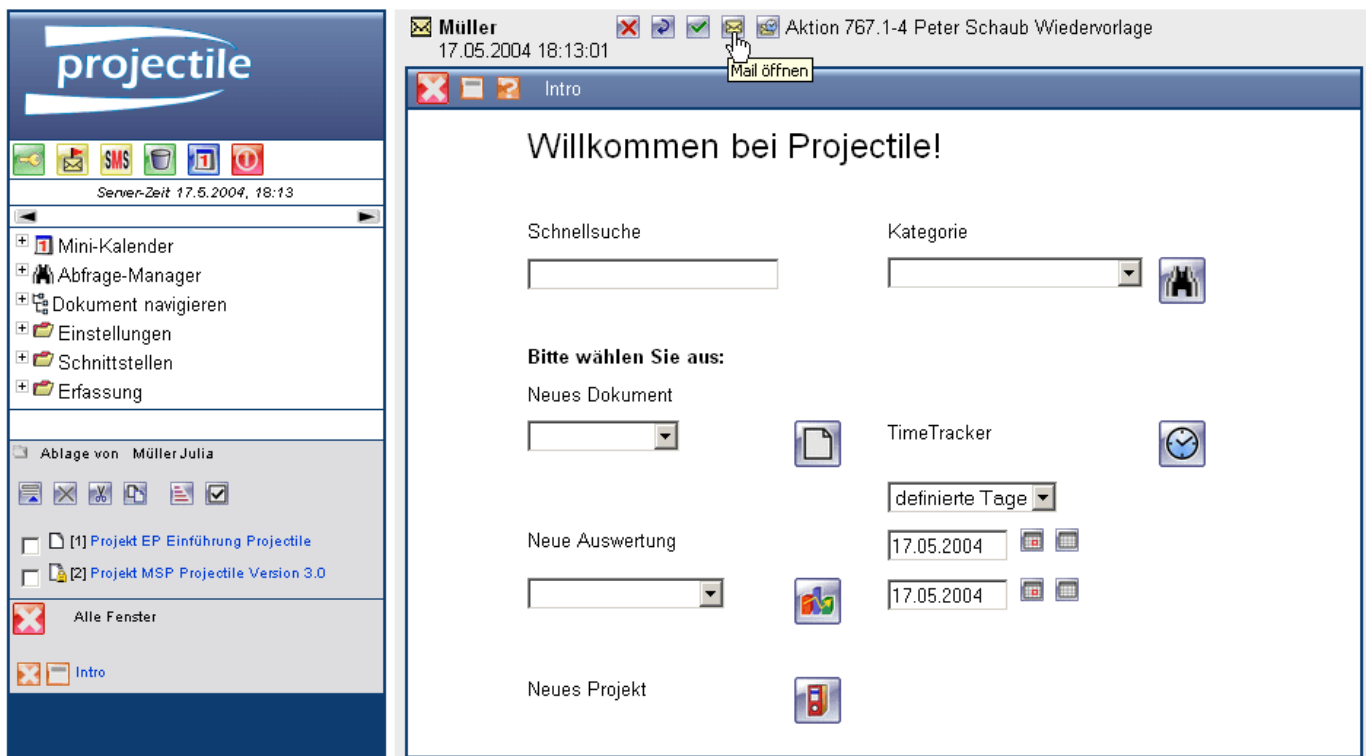 projectile
SMS 1
Server-Zeit 17.5.2004, 18:13
1 Mini-Kalender
Abfrage-Manager
Dokument navigieren
Einstellungen
Schnittstellen
Erfassung
Ablage von Müller Julia
[1] Projekt EP Einführung Projectile
[2] Projekt MSP Projectile Version 3.0
Alle Fenster
Intro
Müller Aktion 767.1-4 Peter Schaub Wiedervorlage
17.05.2004 18:13:01
Mail öffnen
Intro
Willkommen bei Projectile!
Schnellsuche Kategorie
Bitte wählen Sie aus:
Neues Dokument
TimeTracker
definierte Tage
Neue Auswertung
17.05.2004
17.05.2004
Neues Projekt